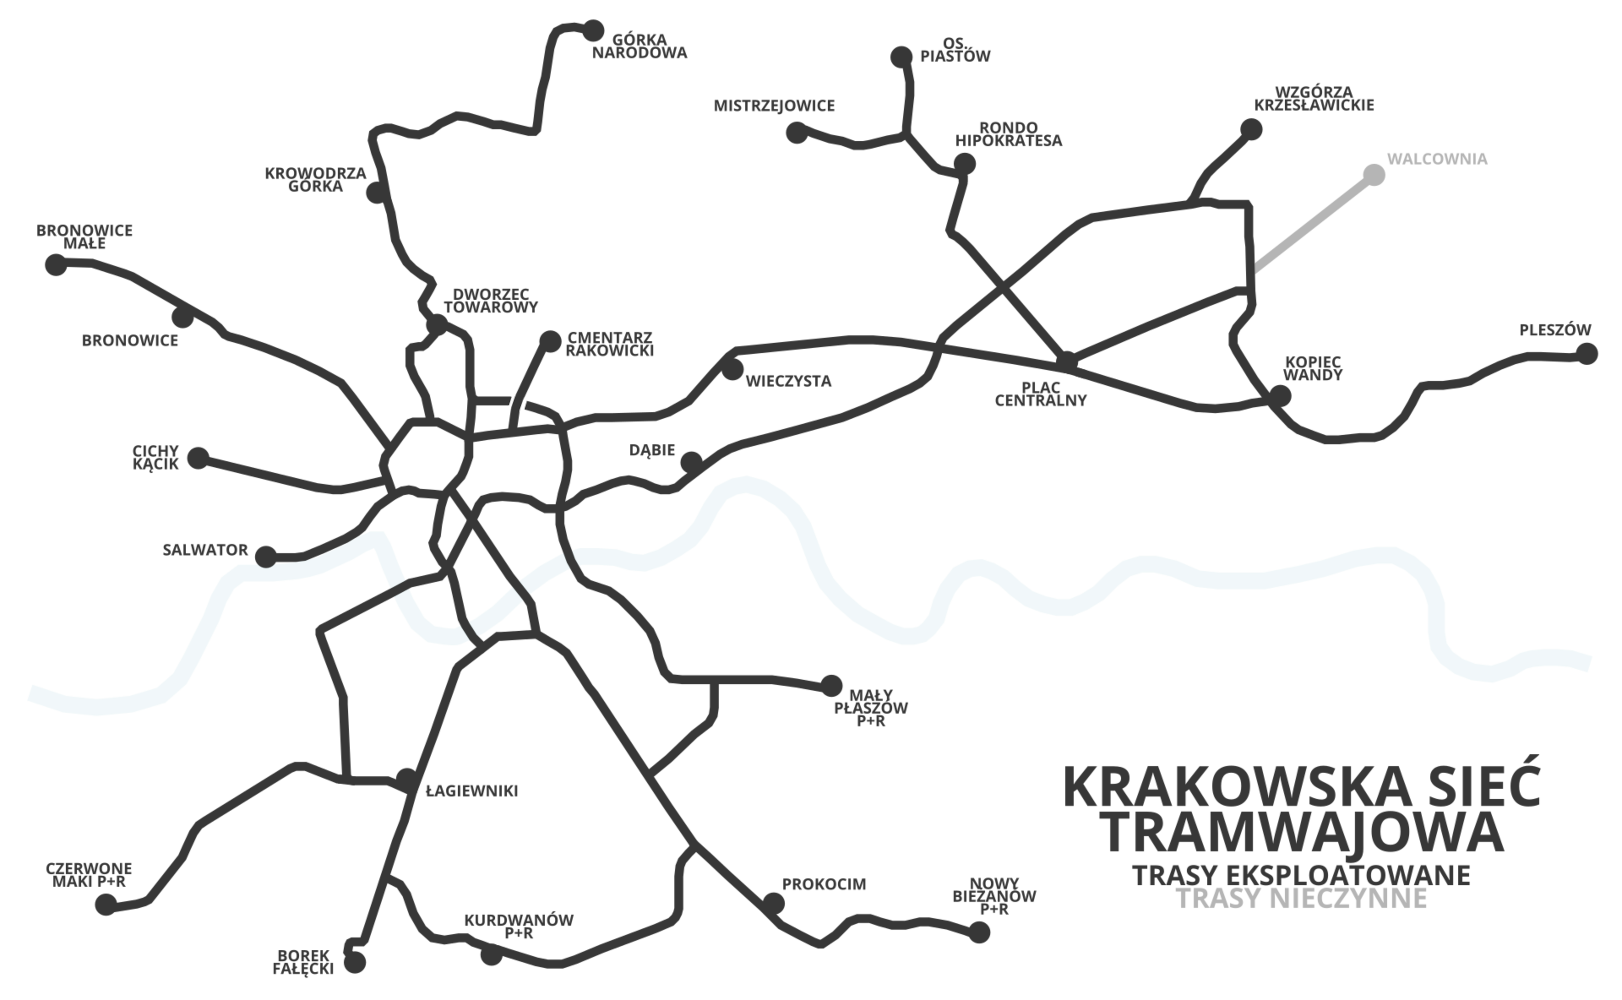 GÓRKA
NARODOWA
OS.
PIASTÓW
MISTRZEJOWICE
RONDO
HIPOKRATESA
WZGÓRZA
KRZESŁAWICKIE
WALCOWNIA
KROWODRZA
GÓRKA
BRONOWICE
MAŁE
BRONOWICE
DWORZEC
TOWAROWY
CMENTARZ
RAKOWICKI
WIECZYSTA
PLAC
CENTRALNY
KOPIEC
WANDY
PLESZÓW
CICHY
KĄCIK
DĄBIE
SALWATOR
MAŁY
PŁASZÓW
P+R
ŁAGIEWNIKI
CZERWONE
MAKI P+R
KURDWANÓW
P+R
BOREK
FAŁĘCKI
PROKOCIM
NOWY
BIEŻANÓW
P+R
KRAKOWSKA SIEĆ
TRAMWAJOWA
TRASY EKSPLOATOWANE
TRASY NIECZYNNE